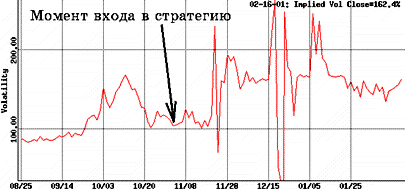 02-16-01: Implied Vol Close=162.4%
Момент входа в стратегию
200,00
Volatility
100,00
08/25 09/14 10/03 10/20 11/08 11/28 12/15 01/05 01/25